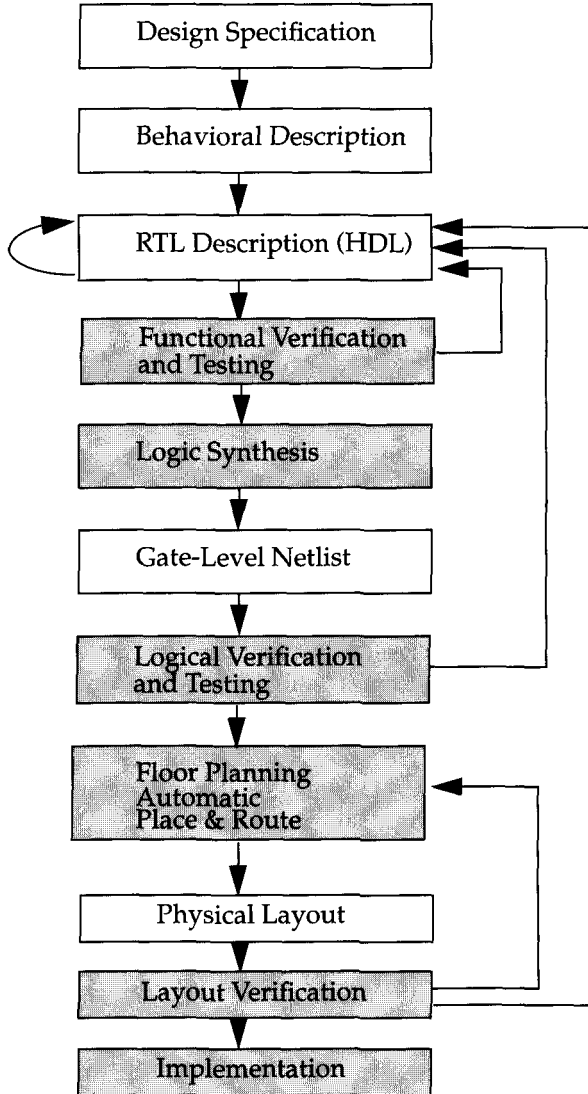 Design Specification
Behavioral Description
RTL Description (HDL)
Functional Verification
and Testing
Logic Synthesis
Gate-Level Netlist
Logical Verification
and Testing
Floor Planning
Automatic
Place & Route
Physical Layout
Layout Verification
Implementation